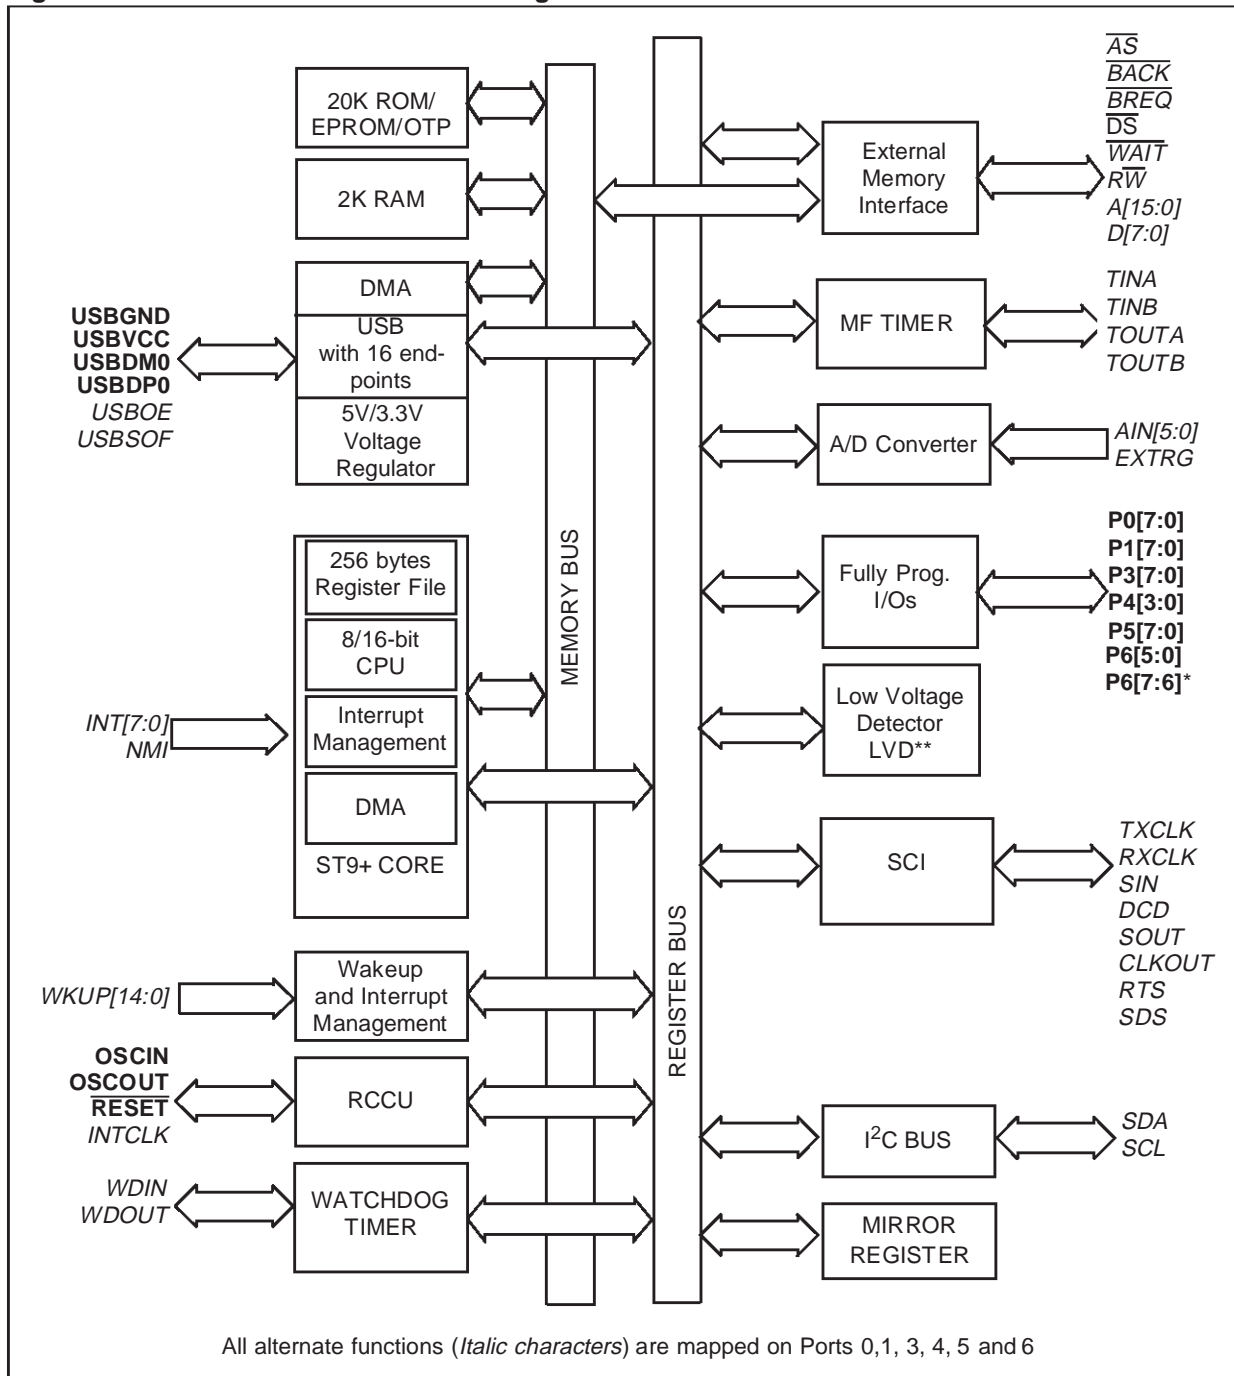 20K ROM/
EPROM/OTP
2K RAM
DMA
USB
with 16 end-
points
5V/3.3V
Voltage
Regulator
USBGND
USBVCC
USBDM0
USBDP0
USBOE
USBSOF
256 bytes
Register File
8/16-bit
CPU
Interrupt
Management
DMA
ST9+ CORE
INT[7:0]
NMI
Wakeup
and Interrupt
Management
WKUP[14:0]
OSCIN
OSCOUT
RESET
INTCLK
RCCU
WDIN
WDOUT
WATCHDOG
TIMER
MEMORY BUS
REGISTER BUS
External
Memory
Interface
AS
BACK
BREQ
DS
WAIT
RW
A[15:0]
D[7:0]
MF TIMER
TINA
TINB
TOUTA
TOUTB
A/D Converter
AIN[5:0]
EXTRG
Fully Prog.
I/Os
P0[7:0]
P1[7:0]
P3[7:0]
P4[3:0]
P5[7:0]
P6[5:0]
P6[7:6]*
Low Voltage
Detector
LVD**
SCI
TXCLK
RXCLK
SIN
DCD
SOUT
CLKOUT
RTS
SDS
I²C BUS
SDA
SCL
MIRROR
REGISTER
All alternate functions (Italic characters) are mapped on Ports 0,1, 3, 4, 5 and 6